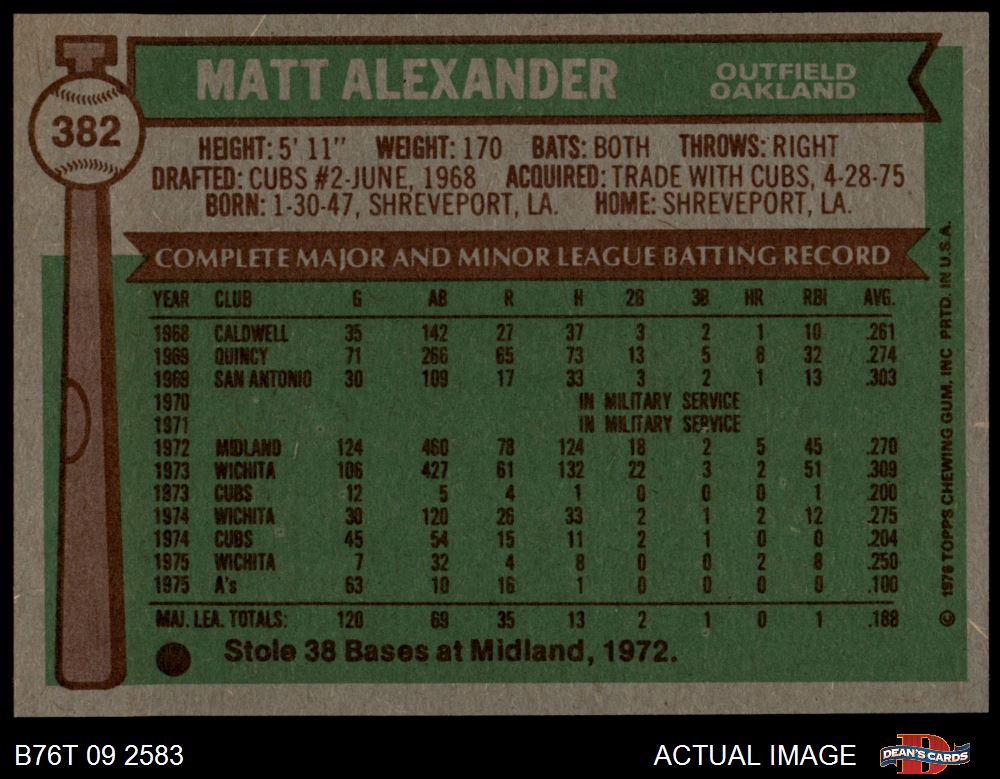 382
MATT ALEXANDER
OUTFIELD
OAKLAND
HEIGHT: 5' 11" WEIGHT: 170 BATS: BOTH THROWS: RIGHT
DRAFTED: CUBS #2-JUNE, 1968 ACQUIRED: TRADE WITH CUBS, 4-28-75
BORN: 1-30-47, SHREVEPORT, LA. HOME: SHREVEPORT, LA.
COMPLETE MAJOR AND MINOR LEAGUE BATTING RECORD
YEAR CLUB G AB R H 2B 3B HR RBI AVG.
1968 CALDWELL 35 142 27 37 3 2 1 10 .261
1969 QUINCY 71 266 65 73 13 5 8 32 .274
1969 SAN ANTONIO 30 109 17 33 3 2 1 13 .303
1970 IN MILITARY SERVICE
1971 IN MILITARY SERVICE
1972 MIDLAND 124 460 78 124 18 2 5 45 .270
1973 WICHITA 106 427 61 132 22 3 2 51 .309
1973 CUBS 12 5 4 1 0 0 0 1 .200
1974 WICHITA 30 120 26 33 2 1 2 12 .275
1974 CUBS 45 54 15 11 2 1 0 0 .204
1975 WICHITA 7 32 4 8 0 0 2 8 .250
1975 A's 63 10 16 1 0 0 0 0 .100
MAJ. LEA. TOTALS: 120 69 35 13 2 1 0 1 .188
Stole 38 Bases at Midland, 1972.
© 1976 TOPPS CHEWING GUM, INC PRTD. IN U.S.A.
B76T 09 2583
ACTUAL IMAGE
DEAN'S CARDS